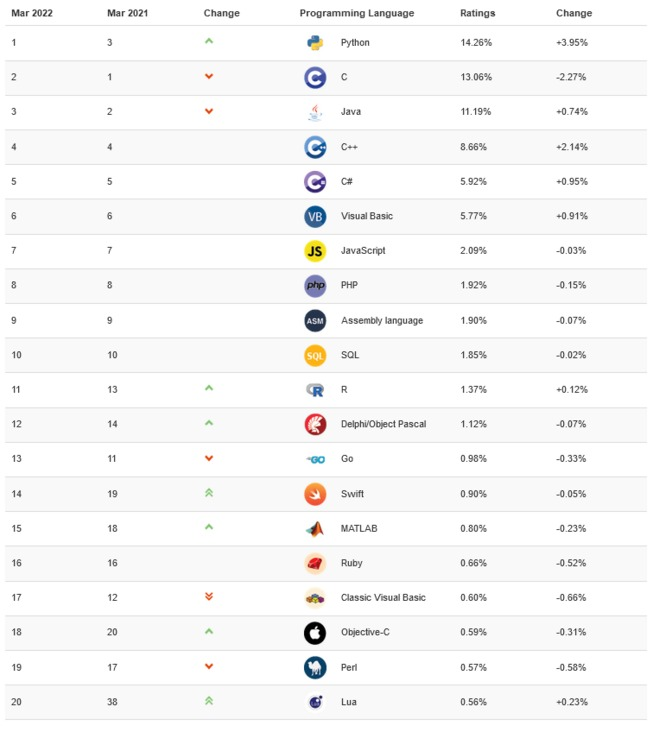 Mar 2022 Mar 2021 Change Programming Language Ratings Change
1 3 Python 14.26% +3.95%
2 1 C 13.06% -2.27%
3 2 Java 11.19% +0.74%
4 4 C++ 8.66% +2.14%
5 5 C# 5.92% +0.95%
6 6 VB Visual Basic 5.77% +0.91%
7 7 JS JavaScript 2.09% -0.03%
8 8 php PHP 1.92% -0.15%
9 9 ASM Assembly language 1.90% -0.07%
10 10 SQL SQL 1.85% -0.02%
11 13 R R 1.37% +0.12%
12 14 Delphi/Object Pascal 1.12% -0.07%
13 11 GO Go 0.98% -0.33%
14 19 Swift 0.90% -0.05%
15 18 MATLAB 0.80% -0.23%
16 16 Ruby 0.66% -0.52%
17 12 Classic Visual Basic 0.60% -0.66%
18 20 Objective-C 0.59% -0.31%
19 17 Perl 0.57% -0.58%
20 38 Lua 0.56% +0.23%